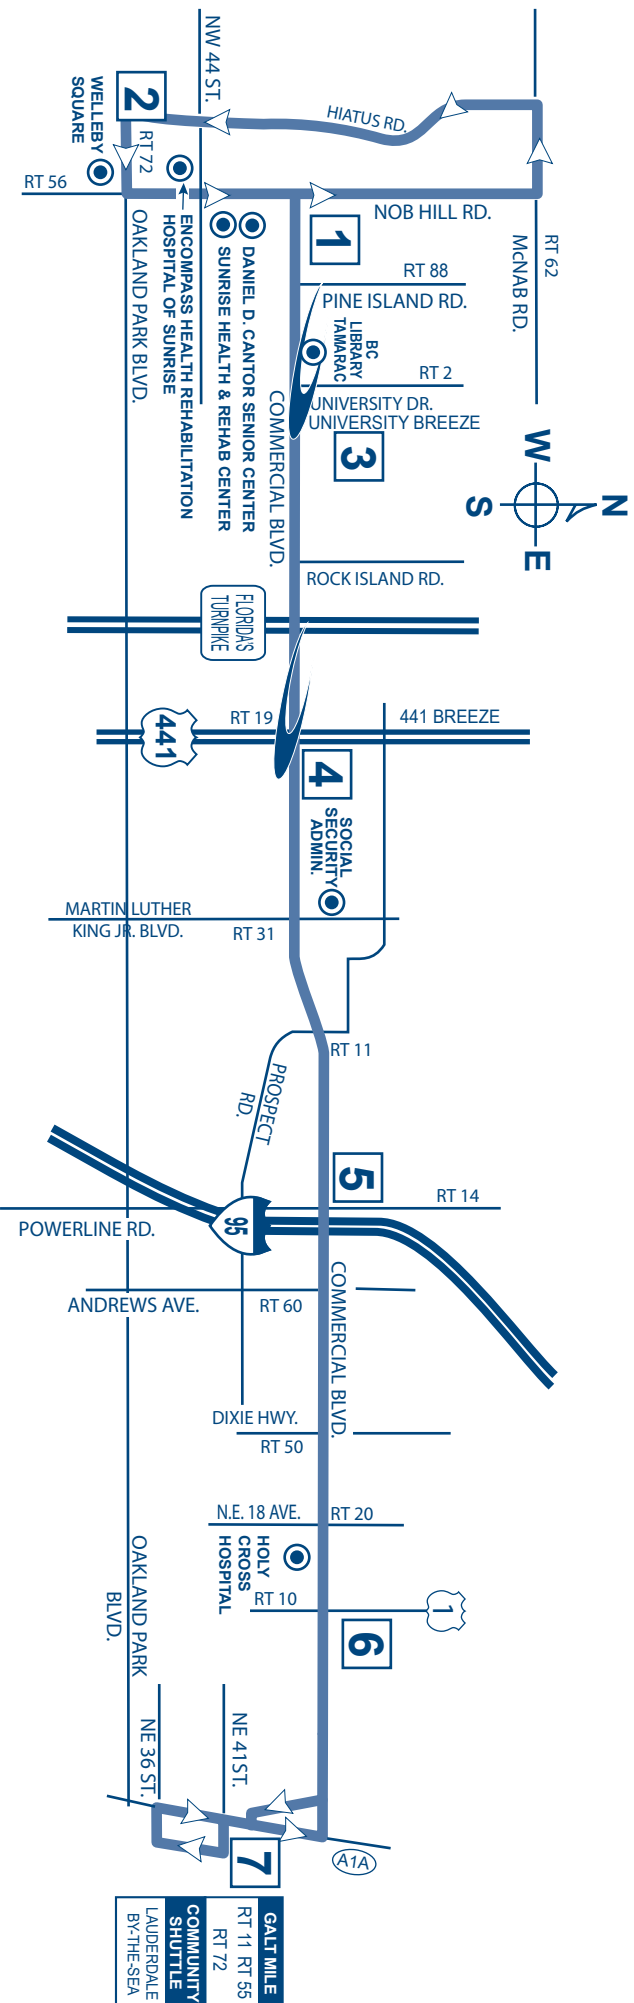 NW 44 ST.
HIATUS RD.
2
WELLEBY
SQUARE
RT 72
RT 56
ENCOMPASS HEALTH REHABILITATION
HOSPITAL OF SUNRISE
OAKLAND PARK BLVD.
NOB HILL RD.
RT 62
McNAB RD.
1
DANIEL D. CANTOR SENIOR CENTER
SUNRISE HEALTH & REHAB CENTER
RT 88
PINE ISLAND RD.
BC
LIBRARY
TAMARAC
RT 2
UNIVERSITY DR.
UNIVERSITY BREEZE
3
COMMERCIAL BLVD.
N
W
E
S
ROCK ISLAND RD.
FLORIDA'S
TURNPIKE
441
RT 19
441 BREEZE
4
SOCIAL
SECURITY
ADMIN.
MARTIN LUTHER
KING JR. BLVD.
RT 31
RT 11
PROSPECT
RD.
5
RT 14
POWERLINE RD.
95
ANDREWS AVE.
RT 60
COMMERCIAL BLVD.
DIXIE HWY.
RT 50
N.E. 18 AVE.
RT 20
HOLY
CROSS
HOSPITAL
RT 10
1
6
OAKLAND PARK
BLVD.
NE 36 ST.
NE 41ST.
7
A1A
GALT MILE
RT 11 RT 55
RT 72
COMMUNITY
SHUTTLE
LAUDERDALE
BY-THE-SEA